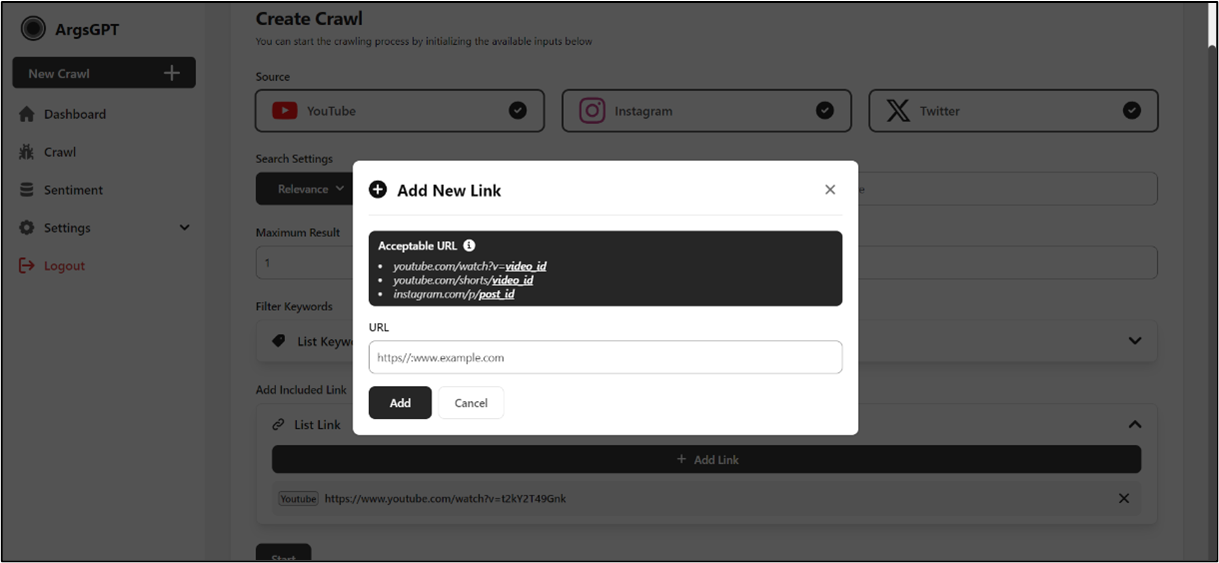 ArgsGPT
New Crawl
Dashboard
Crawl
Sentiment
Settings
Logout
Create Crawl
You can start the crawling process by initializing the available inputs below
Source
YouTube
Instagram
Twitter
Search Settings
Relevance
Maximum Result
1
Filter Keywords
Add Included Link
List Link
+ Add Link
Youtube https://www.youtube.com/watch?v=t2kY2T49Gnk
Start
Add New Link
Acceptable URL
• youtube.com/watch?v=video_id
• youtube.com/shorts/video_id
• instagram.com/p/post_id
URL
https//:www.example.com
Add
Cancel